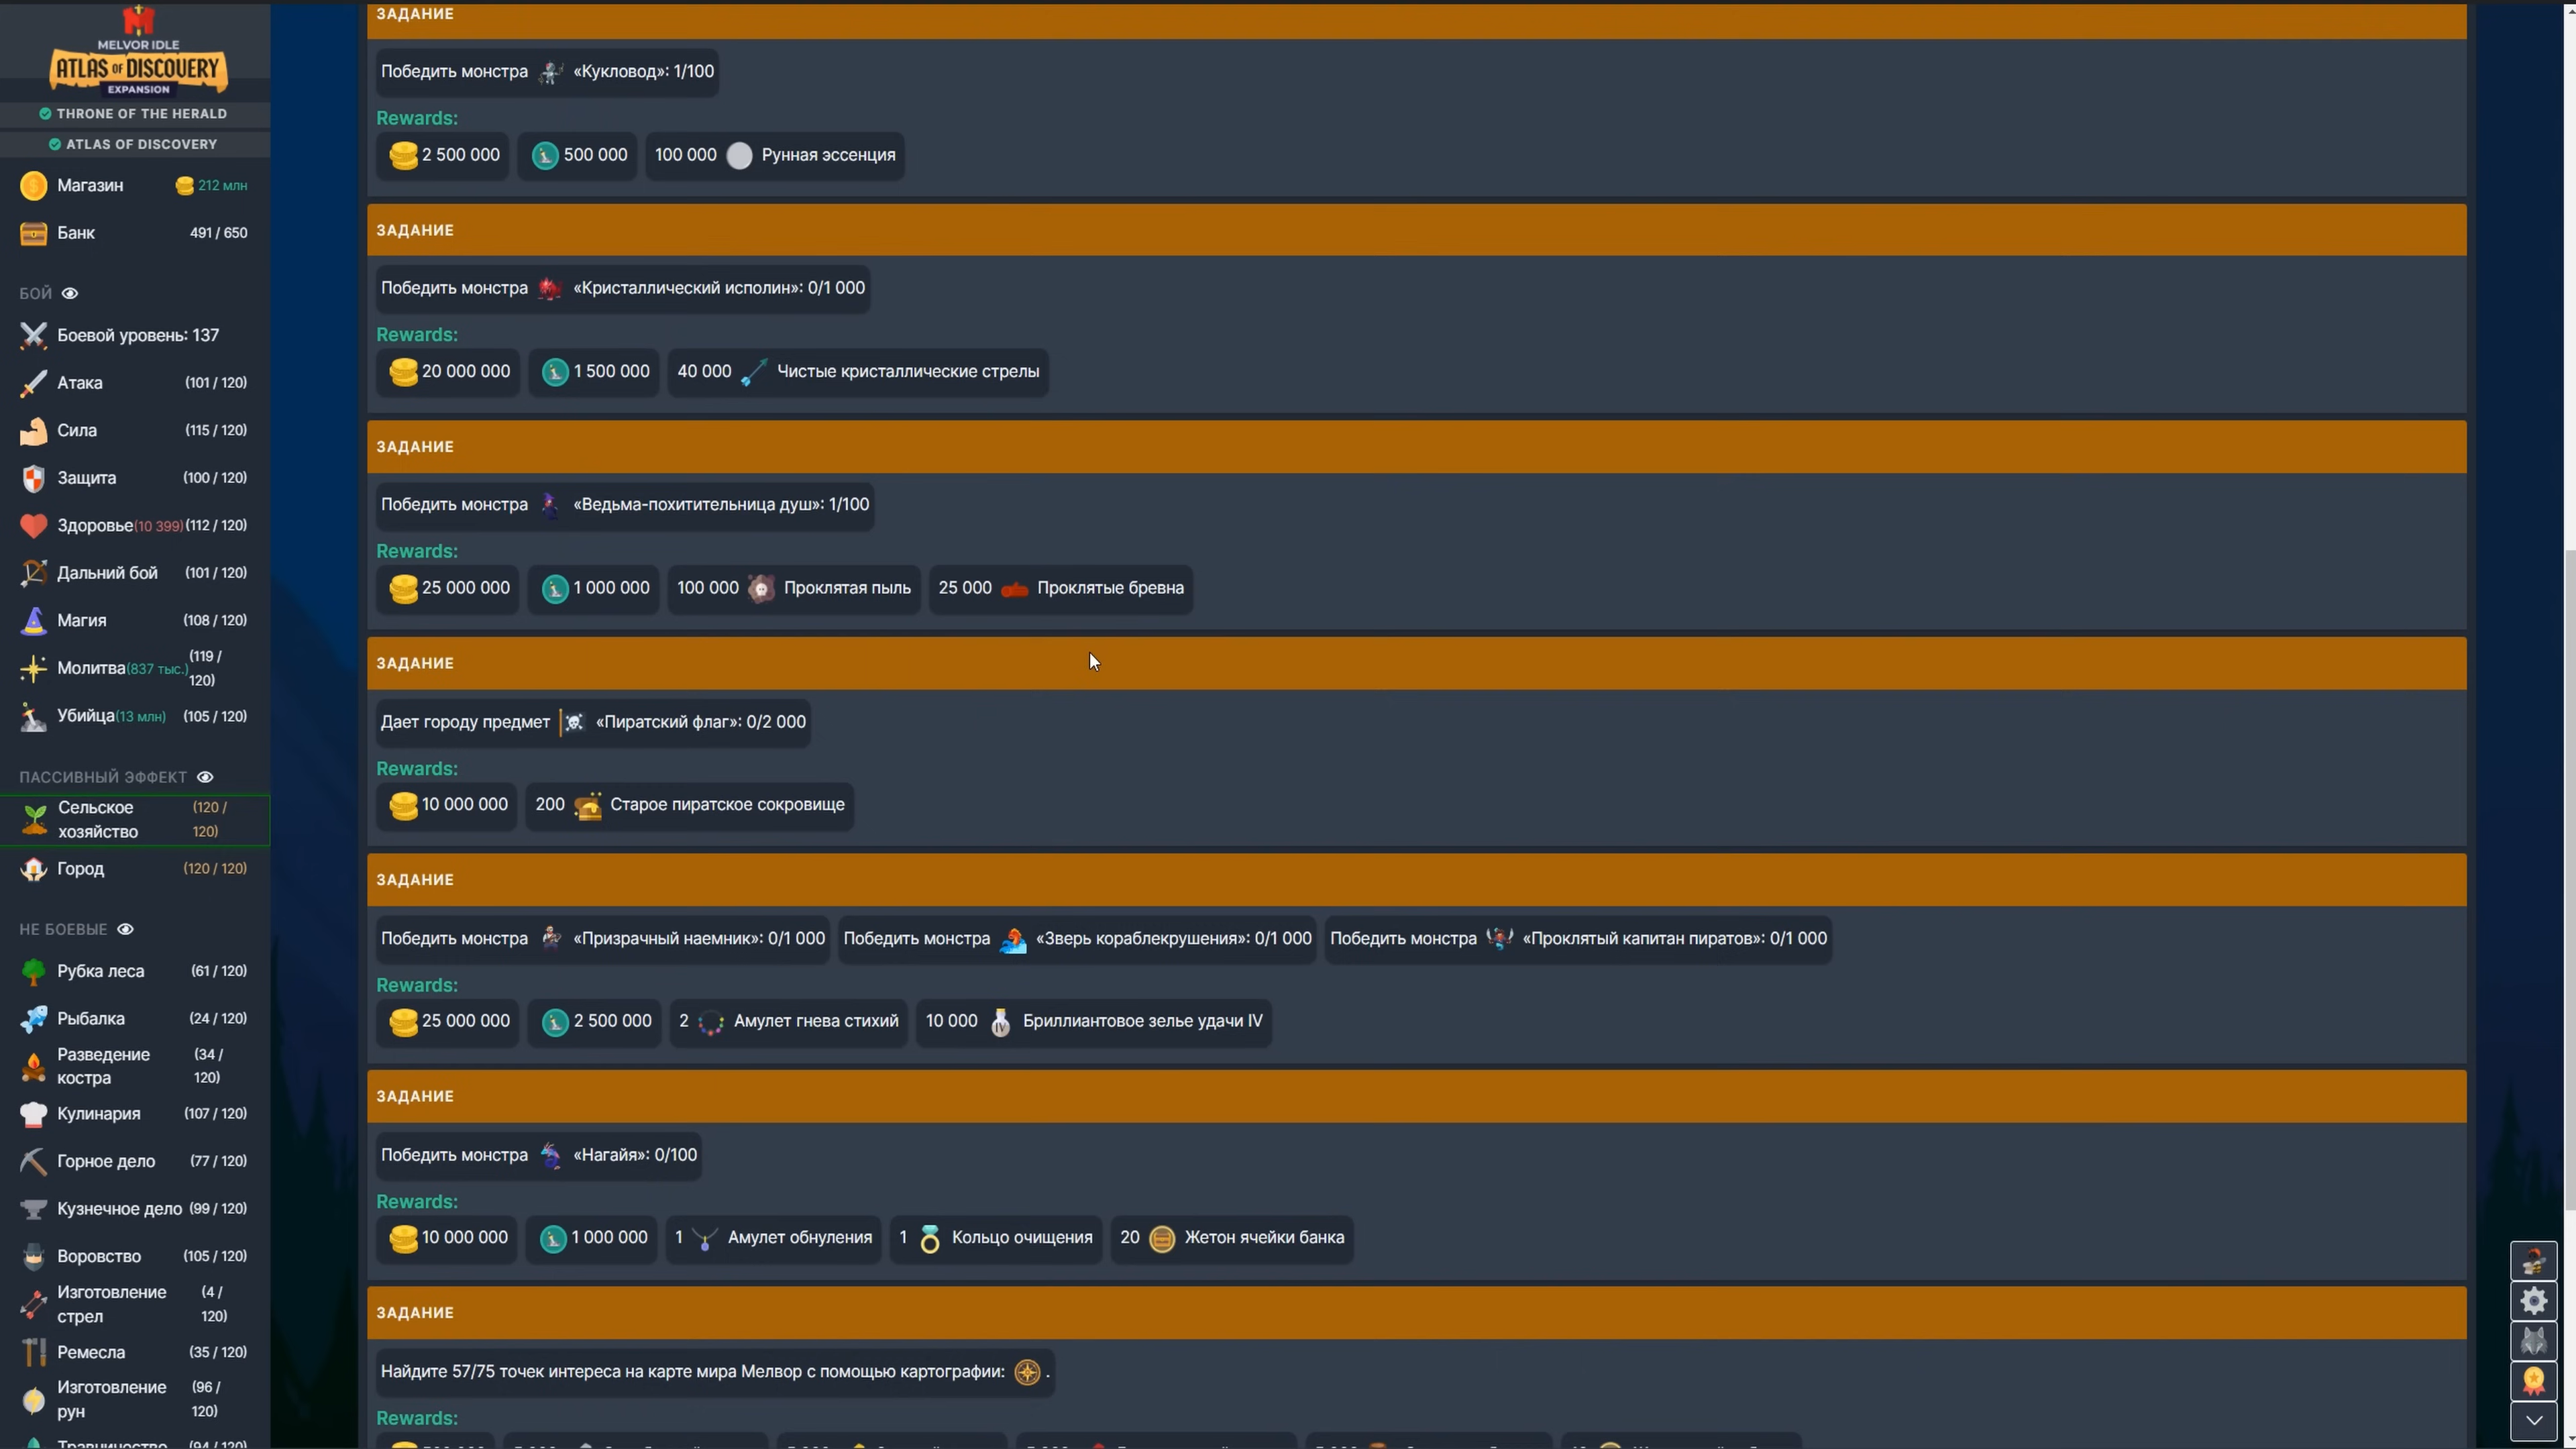 MELVOR IDLE
ATLAS OF DISCOVERY
EXPANSION
THRONE OF THE HERALD
ATLAS OF DISCOVERY
Магазин 212 млн
Банк 491 / 650
БОЙ
Боевой уровень: 137
Атака (101 / 120)
Сила (115 / 120)
Защита (100 / 120)
Здоровье(10 399) (112 / 120)
Дальний бой (101 / 120)
Магия (108 / 120)
Молитва(837 тыс.) (119 /
120)
Убийца(13 млн) (105 / 120)
ПАССИВНЫЙ ЭФФЕКТ
Сельское (120 /
хозяйство 120)
Город (120 / 120)
НЕ БОЕВЫЕ
Рубка леса (61 / 120)
Рыбалка (24 / 120)
Разведение (34 /
костра 120)
Кулинария (107 / 120)
Горное дело (77 / 120)
Кузнечное дело (99 / 120)
Воровство (105 / 120)
Изготовление (4 /
стрел 120)
Ремесла (35 / 120)
Изготовление (96 /
рун 120)
ЗАДАНИЕ
Победить монстра «Кукловод»: 1/100
Rewards:
2 500 000 500 000 100 000 Рунная эссенция
ЗАДАНИЕ
Победить монстра «Кристаллический исполин»: 0/1 000
Rewards:
20 000 000 1 500 000 40 000 Чистые кристаллические стрелы
ЗАДАНИЕ
Победить монстра «Ведьма-похитительница душ»: 1/100
Rewards:
25 000 000 1 000 000 100 000 Проклятая пыль 25 000 Проклятые бревна
ЗАДАНИЕ
Дает городу предмет «Пиратский флаг»: 0/2 000
Rewards:
10 000 000 200 Старое пиратское сокровище
ЗАДАНИЕ
Победить монстра «Призрачный наемник»: 0/1 000 Победить монстра «Зверь кораблекрушения»: 0/1 000 Победить монстра «Проклятый капитан пиратов»: 0/1 000
Rewards:
25 000 000 2 500 000 2 Амулет гнева стихий 10 000 Бриллиантовое зелье удачи IV
ЗАДАНИЕ
Победить монстра «Нагайя»: 0/100
Rewards:
10 000 000 1 000 000 1 Амулет обнуления 1 Кольцо очищения 20 Жетон ячейки банка
ЗАДАНИЕ
Найдите 57/75 точек интереса на карте мира Мелвор с помощью картографии: .
Rewards: